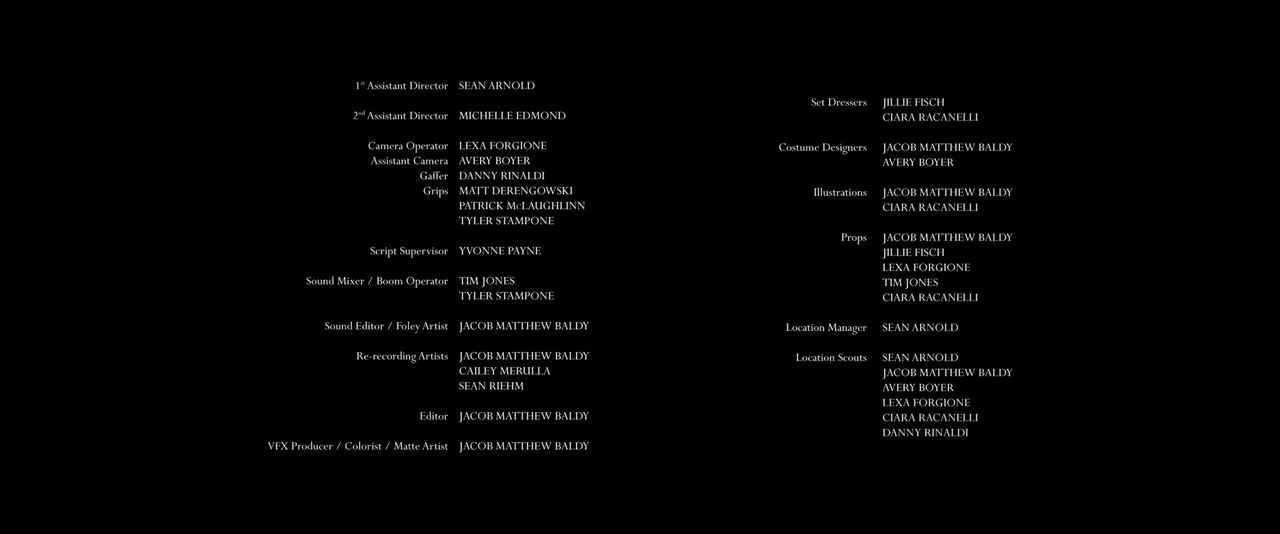 1st Assistant Director SEAN ARNOLD
2nd Assistant Director MICHELLE EDMOND
Camera Operator LEXA FORGIONE
Assistant Camera AVERY BOYER
Gaffer DANNY RINALDI
Grips MATT DERENGOWSKI
PATRICK McLAUGHLINN
TYLER STAMPONE
Script Supervisor YVONNE PAYNE
Sound Mixer / Boom Operator TIM JONES
TYLER STAMPONE
Sound Editor / Foley Artist JACOB MATTHEW BALDY
Re-recording Artists JACOB MATTHEW BALDY
CAILEY MERULLA
SEAN RIEHM
Editor JACOB MATTHEW BALDY
VFX Producer / Colorist / Matte Artist JACOB MATTHEW BALDY
Set Dressers JILLIE FISCH
CIARA RACANELLI
Costume Designers JACOB MATTHEW BALDY
AVERY BOYER
Illustrations JACOB MATTHEW BALDY
CIARA RACANELLI
Props JACOB MATTHEW BALDY
JILLIE FISCH
LEXA FORGIONE
TIM JONES
CIARA RACANELLI
Location Manager SEAN ARNOLD
Location Scouts SEAN ARNOLD
JACOB MATTHEW BALDY
AVERY BOYER
LEXA FORGIONE
CIARA RACANELLI
DANNY RINALDI